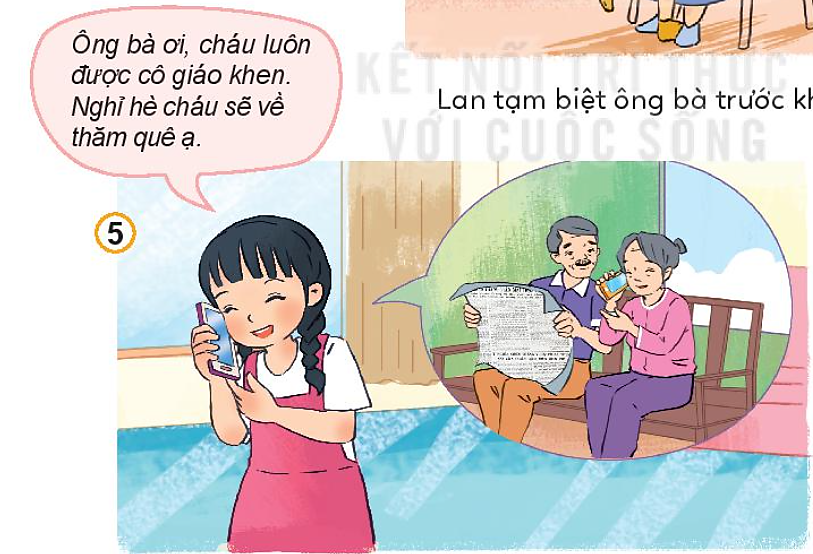 Ông bà ơi, cháu luôn
được cô giáo khen.
Nghỉ hè cháu sẽ về
thăm quê ạ.
KẾT NỐI TRI THỨC
VỚI CUỘC SỐNG
Lan tạm biệt ông bà trước
5